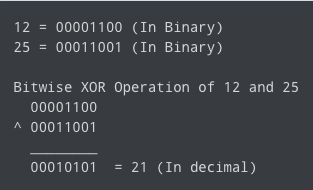 12 = 00001100 (In Binary)
25 = 00011001 (In Binary)
Bitwise XOR Operation of 12 and 25
00001100
^ 00011001
________
00010101 = 21 (In decimal)